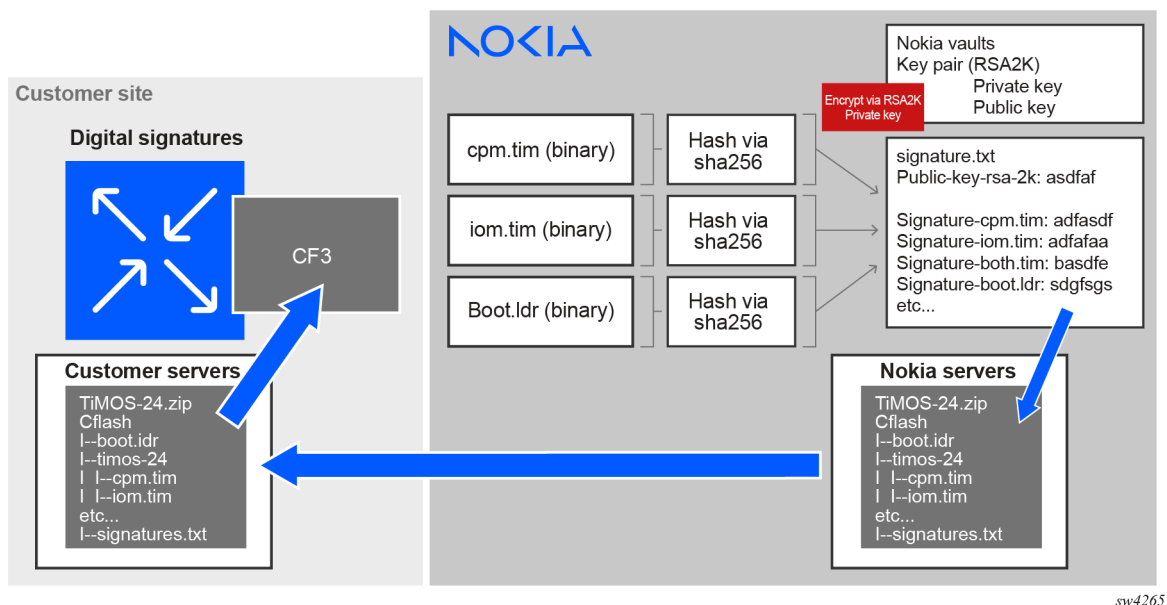 NOKIA
Nokia vaults
Key pair (RSA2K)
Private key
Public key
Customer site
Encrypt via RSA2K
Private key
Digital signatures
CF3
cpm.tim (binary)
Hash via
sha256
iom.tim (binary)
Hash via
sha256
Boot.ldr (binary)
Hash via
sha256
signature.txt
Public-key-rsa-2k: asdfaf
Signature-cpm.tim: adfasdf
Signature-iom.tim: adfafaa
Signature-both.tim: basdfe
Signature-boot.ldr: sdgfsgs
etc...
Customer servers
TiMOS-24.zip
Cflash
I--boot.idr
I--timos-24
I I--cpm.tim
I I--iom.tim
etc...
I--signatures.txt
Nokia servers
TiMOS-24.zip
Cflash
I--boot.idr
I--timos-24
I I--cpm.tim
I I--iom.tim
etc...
I--signatures.txt
sw4265